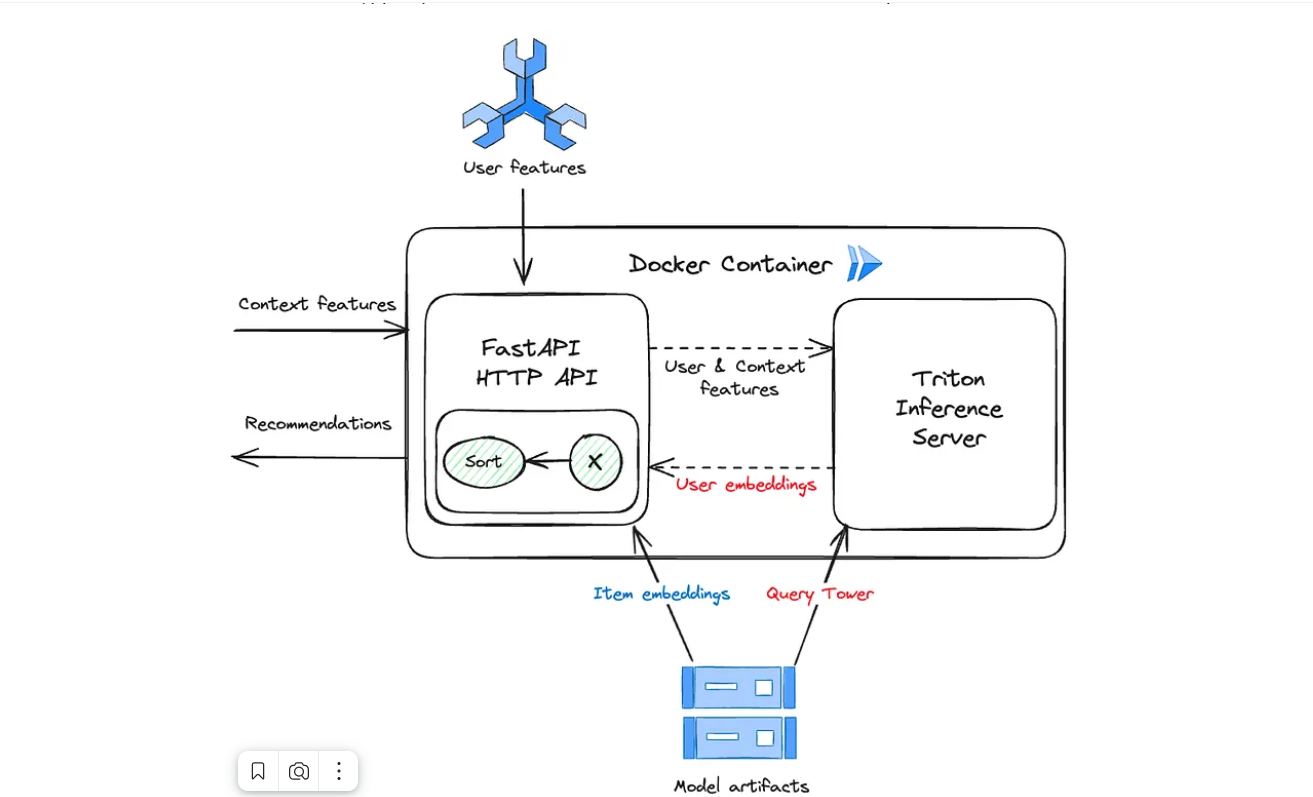 User features
Docker Container
Context features
FastAPI
HTTP API
User & Context
features
Triton
Inference
Server
Recommendations
Sort
X
User embeddings
Item embeddings
Query Tower
Model artifacts